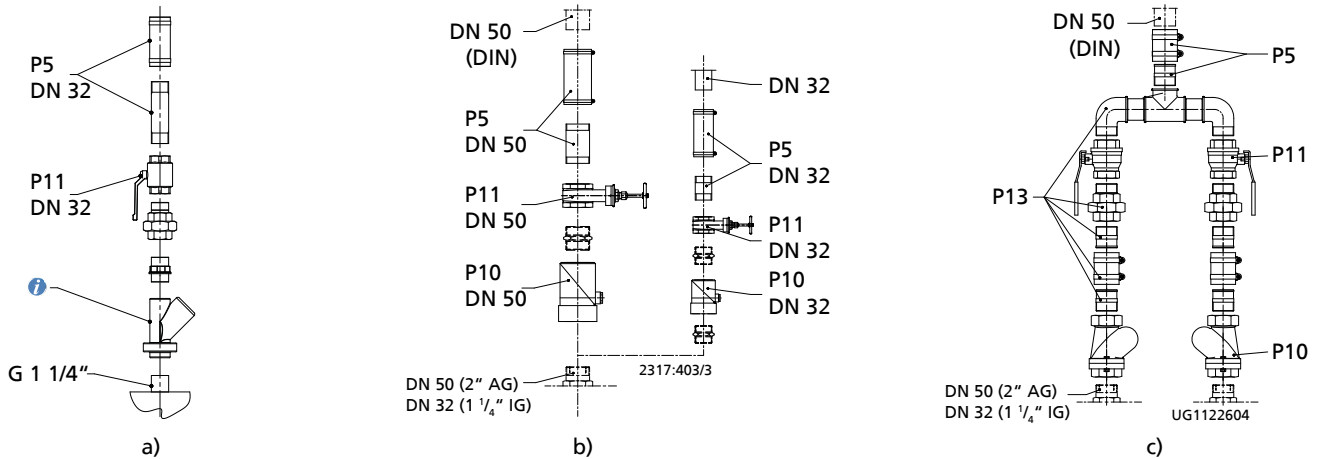 P5
DN 32
P11
DN 32
i
G 1 1/4“
a)
DN 50
(DIN)
P5
DN 50
P11
DN 50
P10
DN 50
DN 50 (2“ AG)
DN 32 (1 1/4“ IG)
DN 32
P5
DN 32
P11
DN 32
P10
DN 32
2317:403/3
b)
DN 50
(DIN)
P5
P11
P13
P10
DN 50 (2“ AG)
DN 32 (1 1/4“ IG)
UG1122604
c)